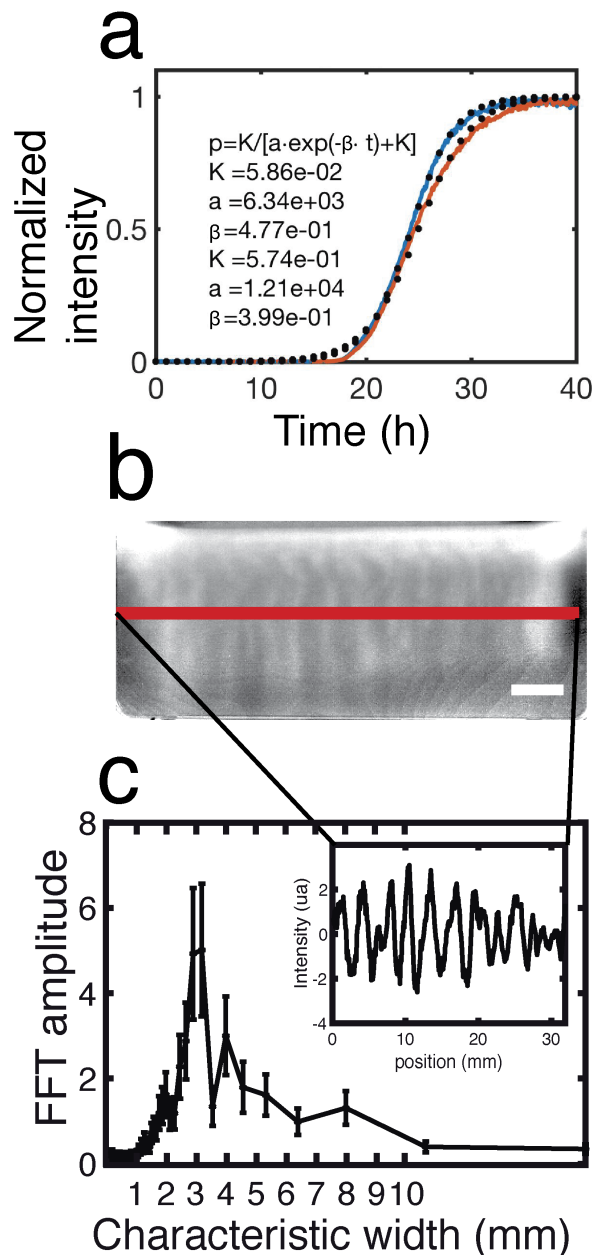 a
1
0.5
0
Normalized
intensity
p=K/[a·exp(-β· t)+K]
K =5.86e-02
a =6.34e+03
β=4.77e-01
K =5.74e-01
a =1.21e+04
β=3.99e-01
0 10 20 30 40
Time (h)
b
c
8
6
4
2
0
FFT amplitude
2
0
-2
-4
Intensity (ua)
0 10 20 30
position (mm)
1 2 3 4 5 6 7 8 9 10
Characteristic width (mm)